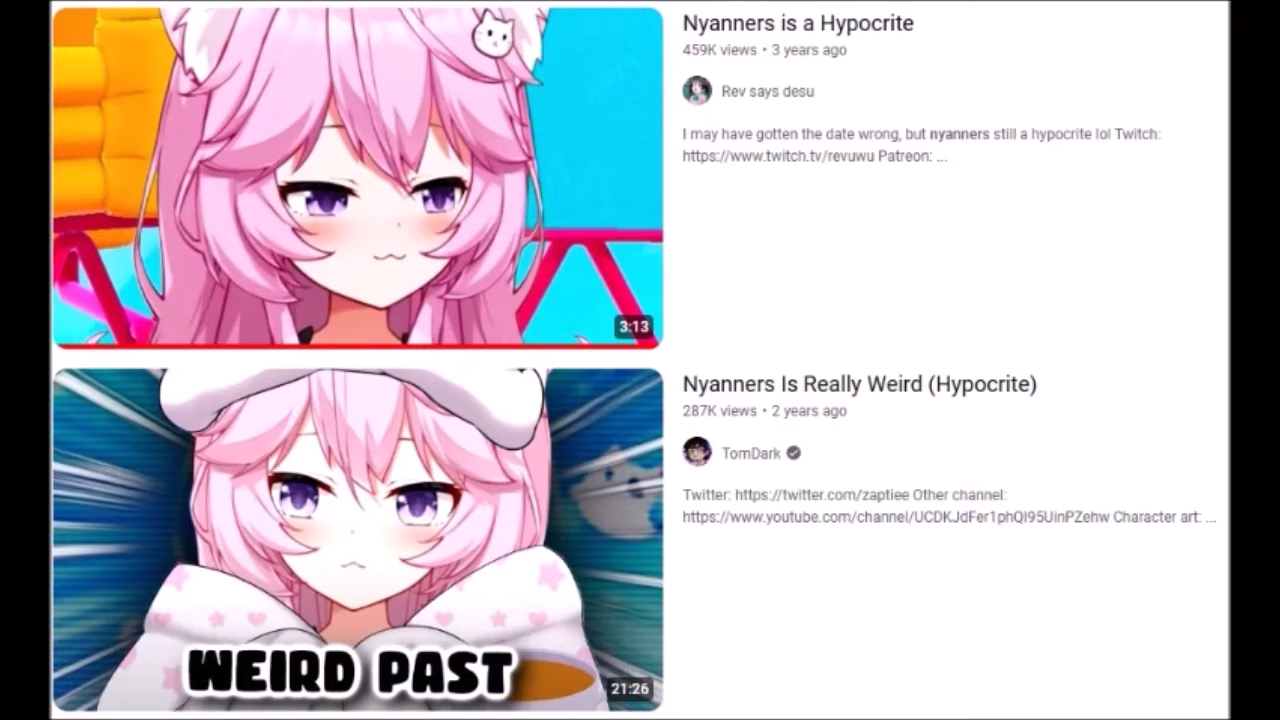 Nyanners is a Hypocrite
459K views • 3 years ago
Rev says desu
I may have gotten the date wrong, but nyanners still a hypocrite lol Twitch:
https://www.twitch.tv/revuwu Patreon: ...
3:13
Nyanners Is Really Weird (Hypocrite)
287K views • 2 years ago
TomDark
Twitter: https://twitter.com/zaptiee Other channel:
https://www.youtube.com/channel/UCDKJdFer1phQI95UinPZehw Character art: ...
WEIRD PAST
21:26